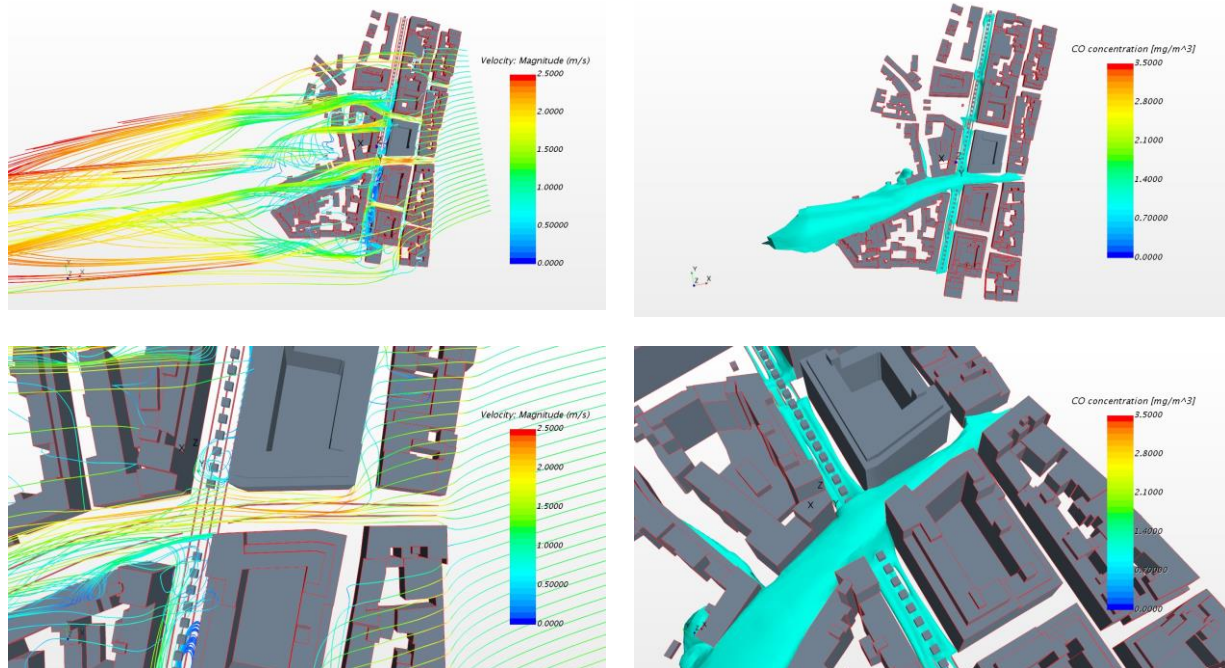 Velocity: Magnitude (m/s)
2.5000
2.0000
1.5000
1.0000
0.50000
0.0000
X
Y
Z X
CO concentration [mg/m^3]
3.5000
2.8000
2.1000
1.4000
0.70000
0.0000
X
Y
Y
Z X
Velocity: Magnitude (m/s)
2.5000
2.0000
1.5000
1.0000
0.50000
0.0000
Z
X
CO concentration [mg/m^3]
3.5000
2.8000
2.1000
1.4000
0.70000
0.0000
Z
X
Y